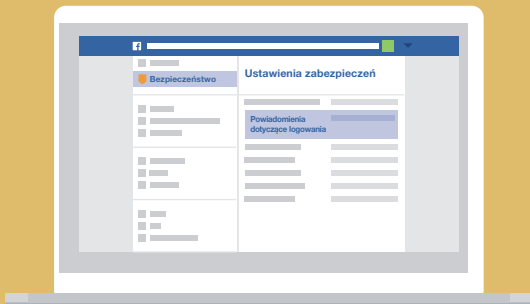 f
Bezpieczeństwo
Ustawienia zabezpieczeń
Powiadomienia
dotyczące logowania